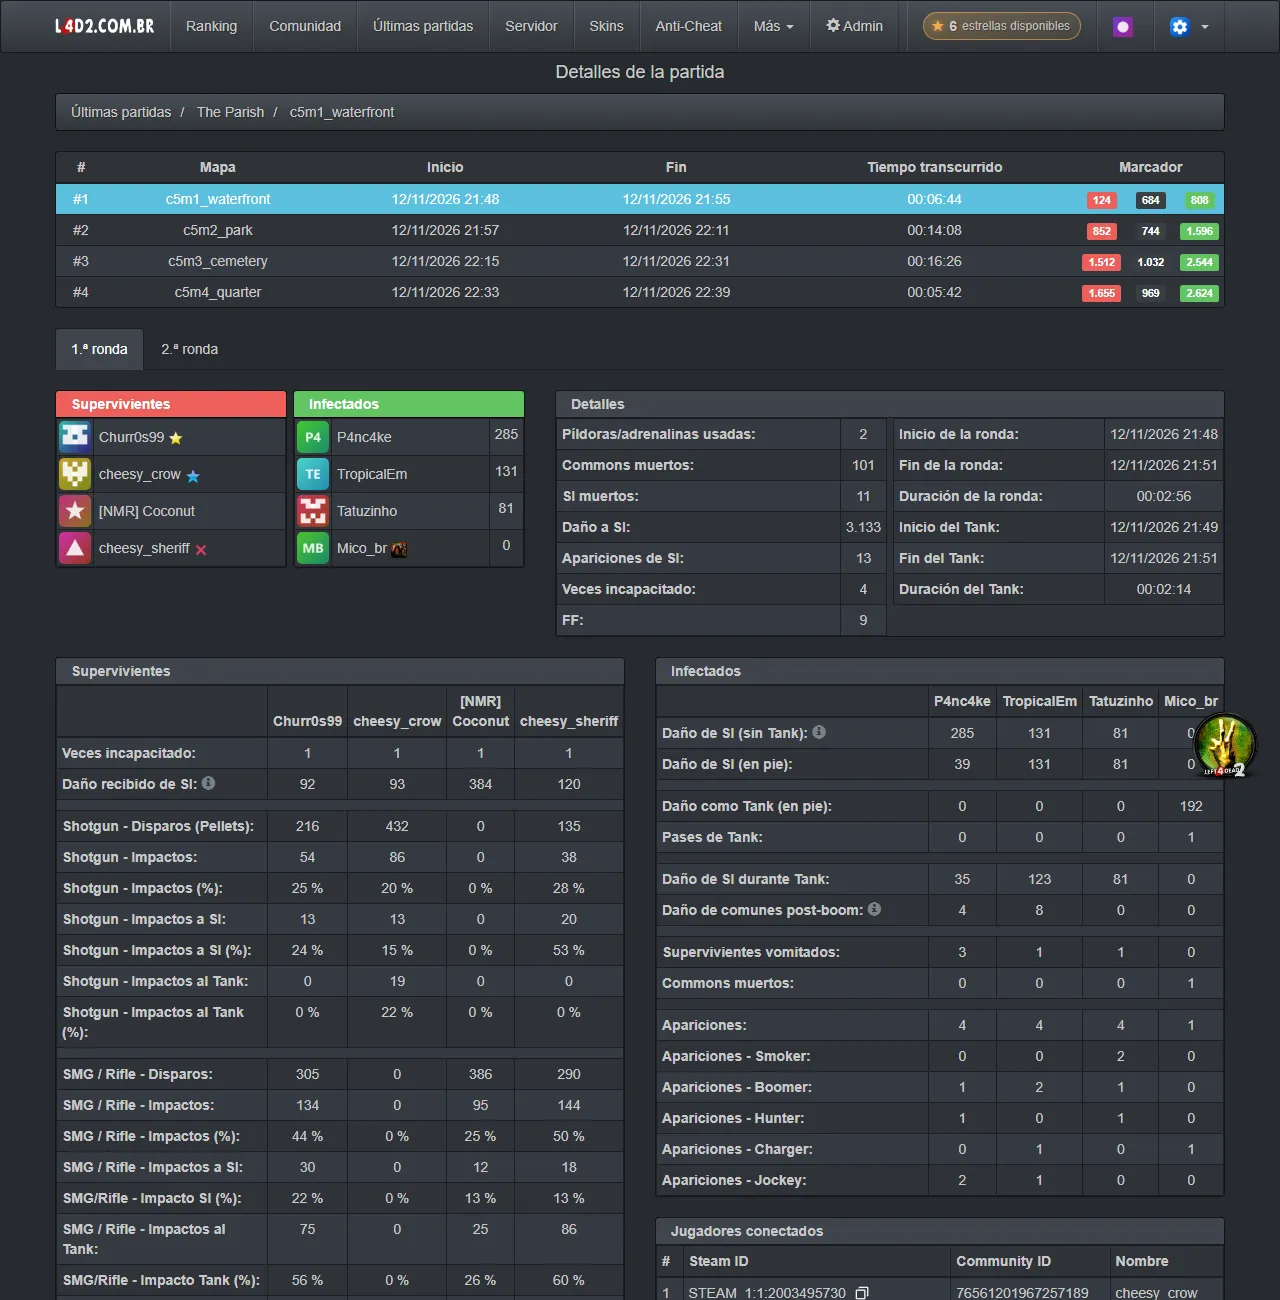 L4D2.COM.BR Ranking Comunidad Últimas partidas Servidor Skins Anti-Cheat Más Admin 6 estrellas disponibles
Detalles de la partida
Últimas partidas / The Parish / c5m1_waterfront
# Mapa Inicio Fin Tiempo transcurrido Marcador
#1 c5m1_waterfront 12/11/2026 21:48 12/11/2026 21:55 00:06:44 124 684 808
#2 c5m2_park 12/11/2026 21:57 12/11/2026 22:11 00:14:08 852 744 1.596
#3 c5m3_cemetery 12/11/2026 22:15 12/11/2026 22:31 00:16:26 1.512 1.032 2.544
#4 c5m4_quarter 12/11/2026 22:33 12/11/2026 22:39 00:05:42 1.655 969 2.624
1.ª ronda 2.ª ronda
Supervivientes
Churr0s99
cheesy_crow
[NMR] Coconut
cheesy_sheriff
Infectados
P4 P4nc4ke 285
TE TropicalEm 131
Tatuzinho 81
MB Mico_br 0
Detalles
Píldoras/adrenalinas usadas: 2 Inicio de la ronda: 12/11/2026 21:48
Commons muertos: 101 Fin de la ronda: 12/11/2026 21:51
SI muertos: 11 Duración de la ronda: 00:02:56
Daño a SI: 3.133 Inicio del Tank: 12/11/2026 21:49
Apariciones de SI: 13 Fin del Tank: 12/11/2026 21:51
Veces incapacitado: 4 Duración del Tank: 00:02:14
FF: 9
Supervivientes
Churr0s99 cheesy_crow [NMR] Coconut cheesy_sheriff
Veces incapacitado: 1 1 1 1
Daño recibido de SI: 92 93 384 120
Shotgun - Disparos (Pellets): 216 432 0 135
Shotgun - Impactos: 54 86 0 38
Shotgun - Impactos (%): 25 % 20 % 0 % 28 %
Shotgun - Impactos a SI: 13 13 0 20
Shotgun - Impactos a SI (%): 24 % 15 % 0 % 53 %
Shotgun - Impactos al Tank: 0 19 0 0
Shotgun - Impactos al Tank (%): 0 % 22 % 0 % 0 %
SMG / Rifle - Disparos: 305 0 386 290
SMG / Rifle - Impactos: 134 0 95 144
SMG / Rifle - Impactos (%): 44 % 0 % 25 % 50 %
SMG / Rifle - Impactos a SI: 30 0 12 18
SMG/Rifle - Impacto SI (%): 22 % 0 % 13 % 13 %
SMG / Rifle - Impactos al Tank: 75 0 25 86
SMG/Rifle - Impacto Tank (%): 56 % 0 % 26 % 60 %
Infectados
P4nc4ke TropicalEm Tatuzinho Mico_br
Daño de SI (sin Tank): 285 131 81 0
Daño de SI (en pie): 39 131 81 0
LEFT 4 DEAD 2
Daño como Tank (en pie): 0 0 0 192
Pases de Tank: 0 0 0 1
Daño de SI durante Tank: 35 123 81 0
Daño de comunes post-boom: 4 8 0 0
Supervivientes vomitados: 3 1 1 0
Commons muertos: 0 0 0 1
Apariciones: 4 4 4 1
Apariciones - Smoker: 0 0 2 0
Apariciones - Boomer: 1 2 1 0
Apariciones - Hunter: 1 0 1 0
Apariciones - Charger: 0 1 0 1
Apariciones - Jockey: 2 1 0 0
Jugadores conectados
# Steam ID Community ID Nombre
1 STEAM_1:1:2003495730 76561201967257189 cheesy_crow